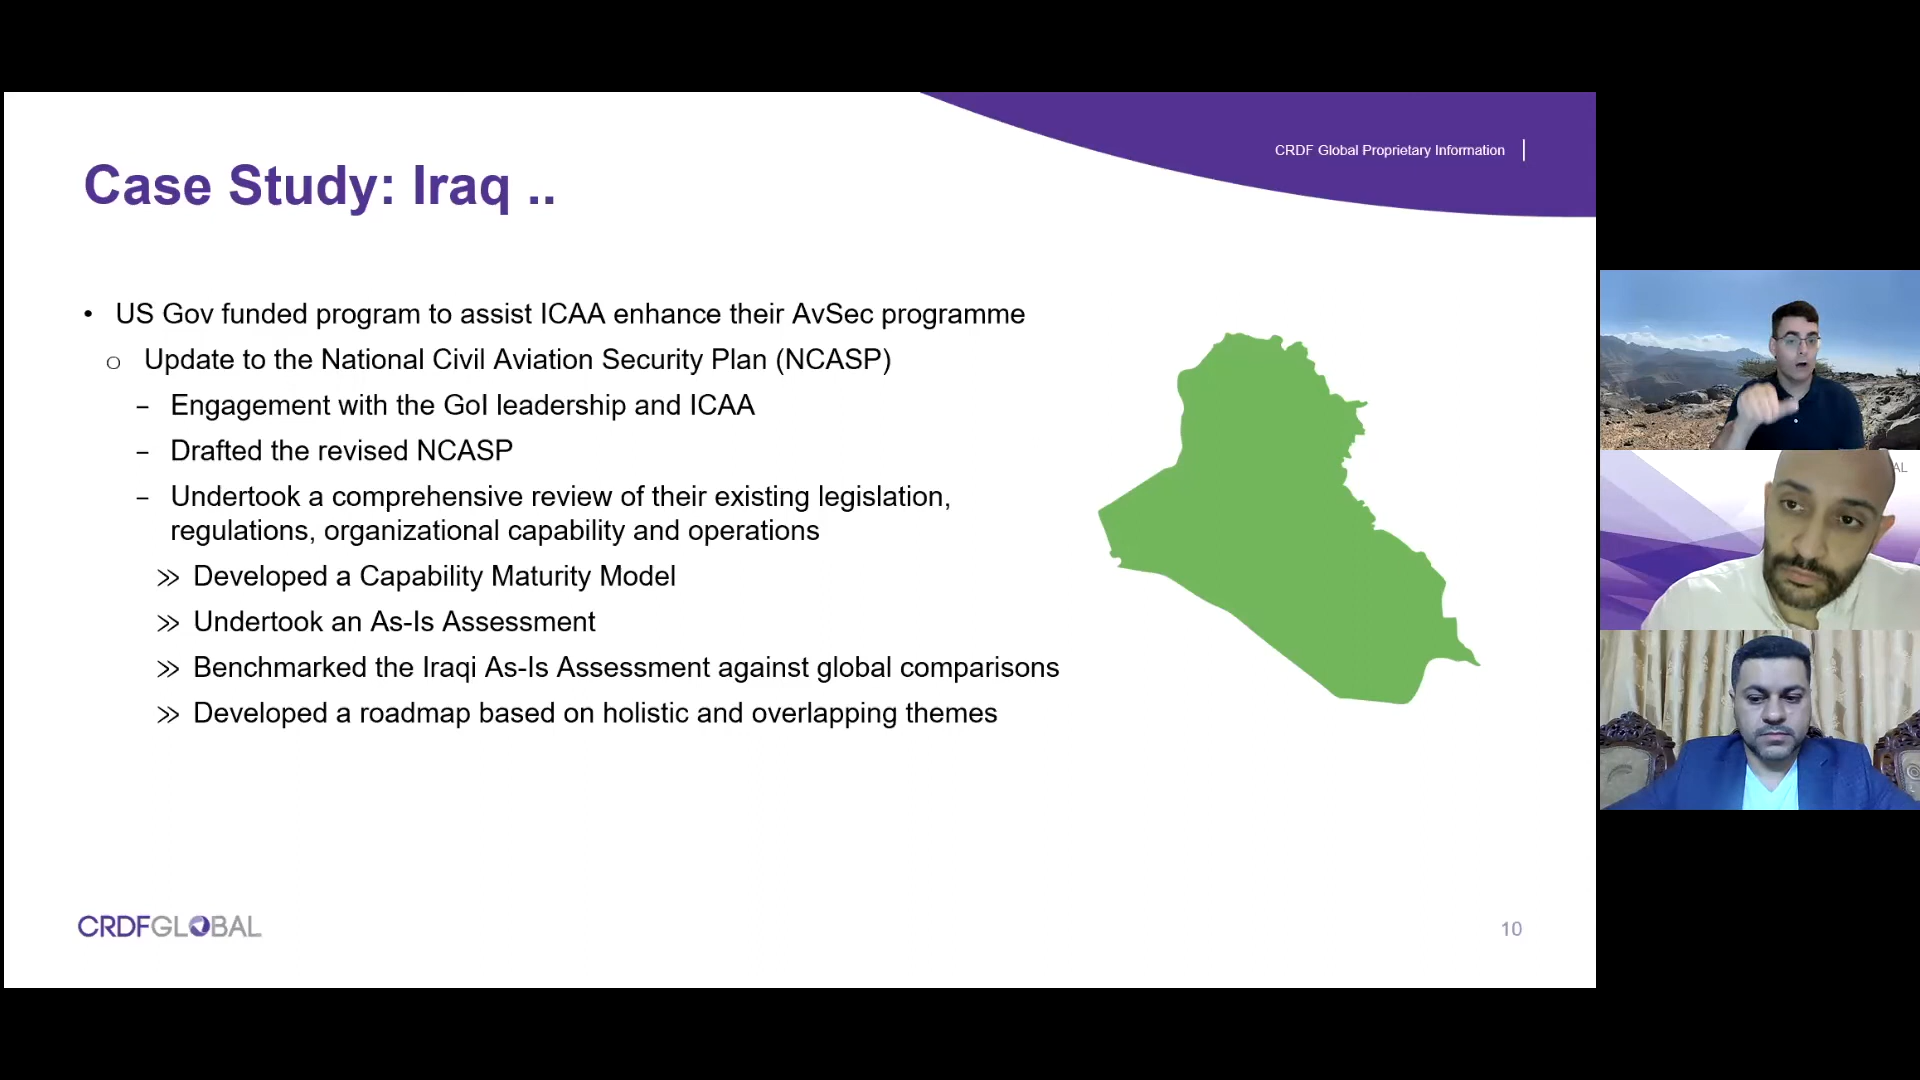 CRDF Global Proprietary Information
Case Study: Iraq ..
• US Gov funded program to assist ICAA enhance their AvSec programme
o Update to the National Civil Aviation Security Plan (NCASP)
– Engagement with the GoI leadership and ICAA
– Drafted the revised NCASP
– Undertook a comprehensive review of their existing legislation,
regulations, organizational capability and operations
>> Developed a Capability Maturity Model
>> Undertook an As-Is Assessment
>> Benchmarked the Iraqi As-Is Assessment against global comparisons
>> Developed a roadmap based on holistic and overlapping themes
CRDFGLOBAL
10
AL